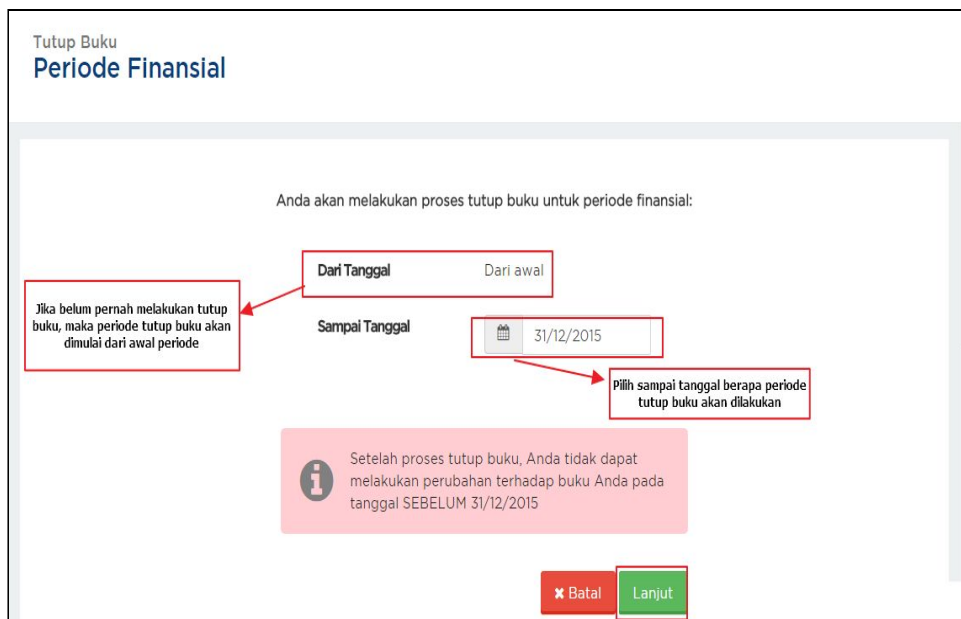 Tutup Buku
Periode Finansial
Anda akan melakukan proses tutup buku untuk periode finansial:
Dari Tanggal Dari awal
Jika belum pernah melakukan tutup
buku, maka periode tutup buku akan
dimulai dari awal periode
Sampai Tanggal 31/12/2015
Pilih sampai tanggal berapa periode
tutup buku akan dilakukan
Setelah proses tutup buku, Anda tidak dapat
melakukan perubahan terhadap buku Anda pada
tanggal SEBELUM 31/12/2015
Batal Lanjut